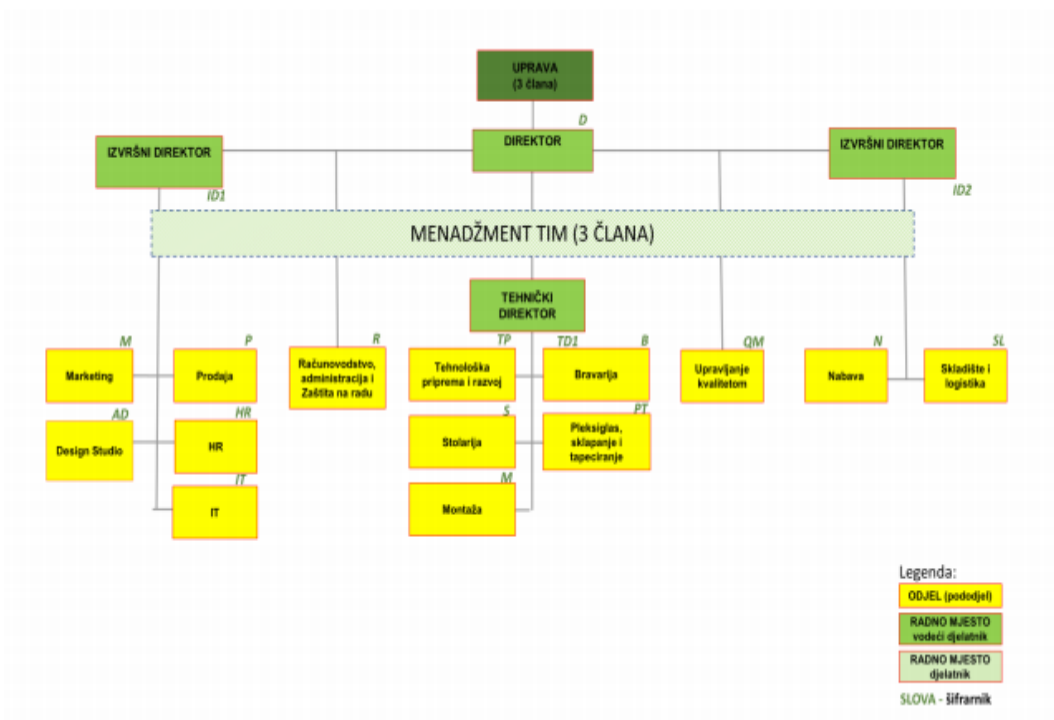 UPRAVA
(3 člana)
D
DIREKTOR
IZVRŠNI DIREKTOR
ID1
IZVRŠNI DIREKTOR
ID2
MENADŽMENT TIM (3 ČLANA)
TEHNIČKI
DIREKTOR
TD1
M
Marketing
P
Prodaja
AD
Design Studio
HR
HR
IT
IT
R
Računovodstvo,
administracija i
Zaštita na radu
TP
Tehnološka
priprema i razvoj
B
Bravarija
S
Stolarija
PT
Pleksiglas,
sklapanje i
tapeciranje
M
Montaža
QM
Upravljanje
kvalitetom
N
Nabava
SL
Skladište i
logistika
Legenda:
ODJEL (pododjel)
RADNO MJESTO
vodeći djelatnik
RADNO MJESTO
djelatnik
SLOVA - šifrarnik